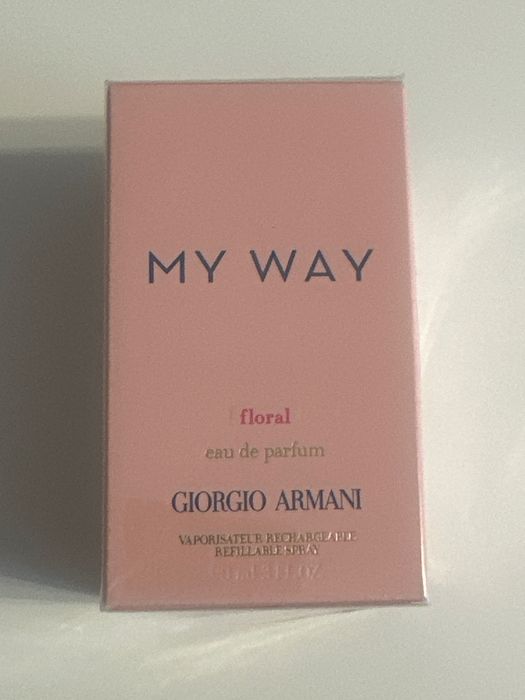 MY WAY
floral
eau de parfum
GIORGIO ARMANI
VAPORISATEUR RECHARGEABLE
REFILLABLE SPRAY